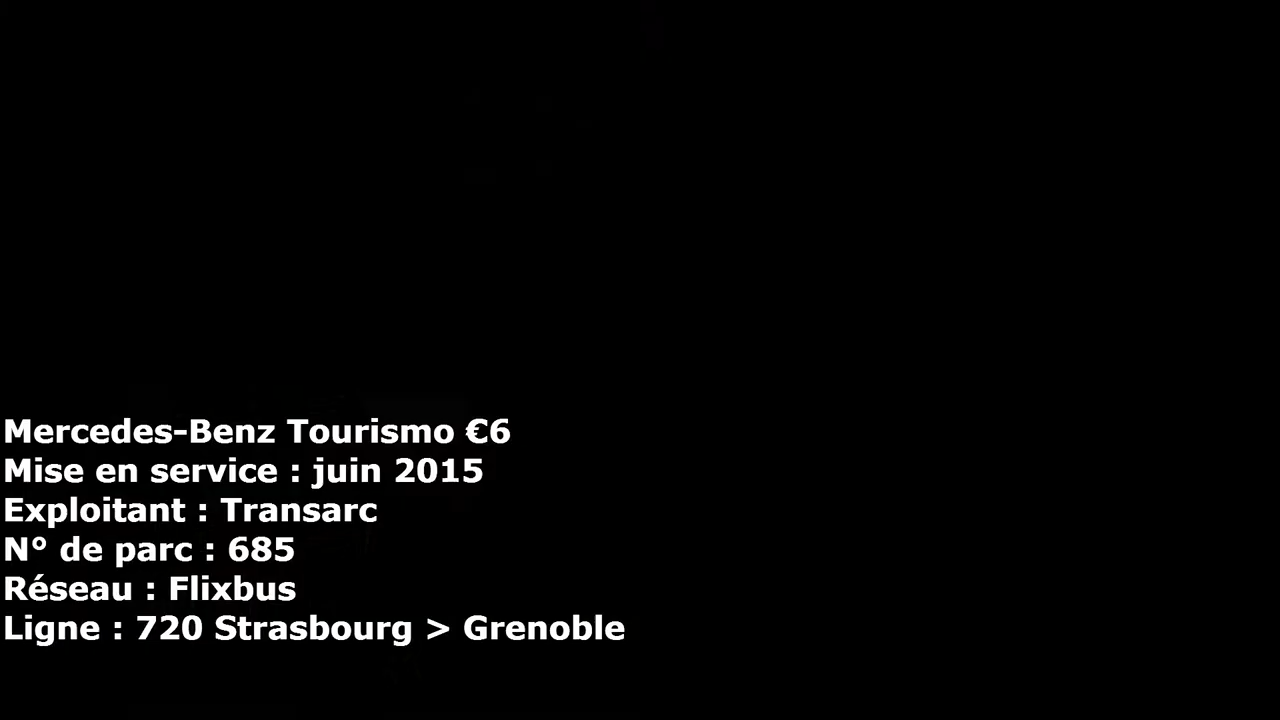 Mercedes-Benz Tourismo €6
Mise en service : juin 2015
Exploitant : Transarc
N° de parc : 685
Réseau : Flixbus
Ligne : 720 Strasbourg > Grenoble